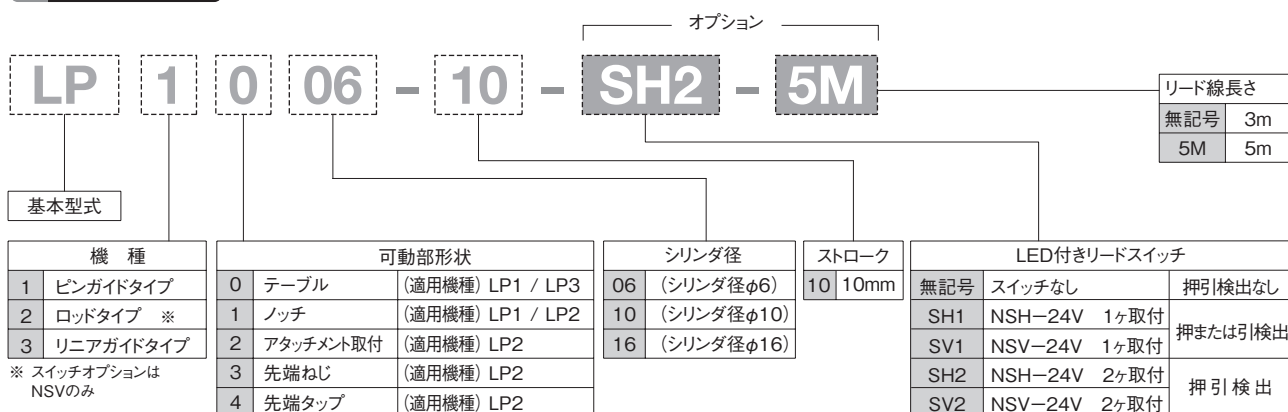 オプション
LP 1 0 06 － 10 － SH2 － 5M
リード線長さ
無記号 3m
5M 5m
基本型式
機 種
1 ピンガイドタイプ
2 ロッドタイプ ※
3 リニアガイドタイプ
※ スイッチオプションは
NSVのみ
可動部形状
0 テーブル (適用機種) LP1 / LP3
1 ノッチ (適用機種) LP1 / LP2
2 アタッチメント取付 (適用機種) LP2
3 先端ねじ (適用機種) LP2
4 先端タップ (適用機種) LP2
シリンダ径
06 (シリンダ径φ6)
10 (シリンダ径φ10)
16 (シリンダ径φ16)
ストローク
10 10mm
LED付きリードスイッチ
無記号 スイッチなし 押引検出なし
SH1 NSH－24V 1ヶ取付 押または引検出
SV1 NSV－24V 1ヶ取付
SH2 NSH－24V 2ヶ取付 押引検出
SV2 NSV－24V 2ヶ取付